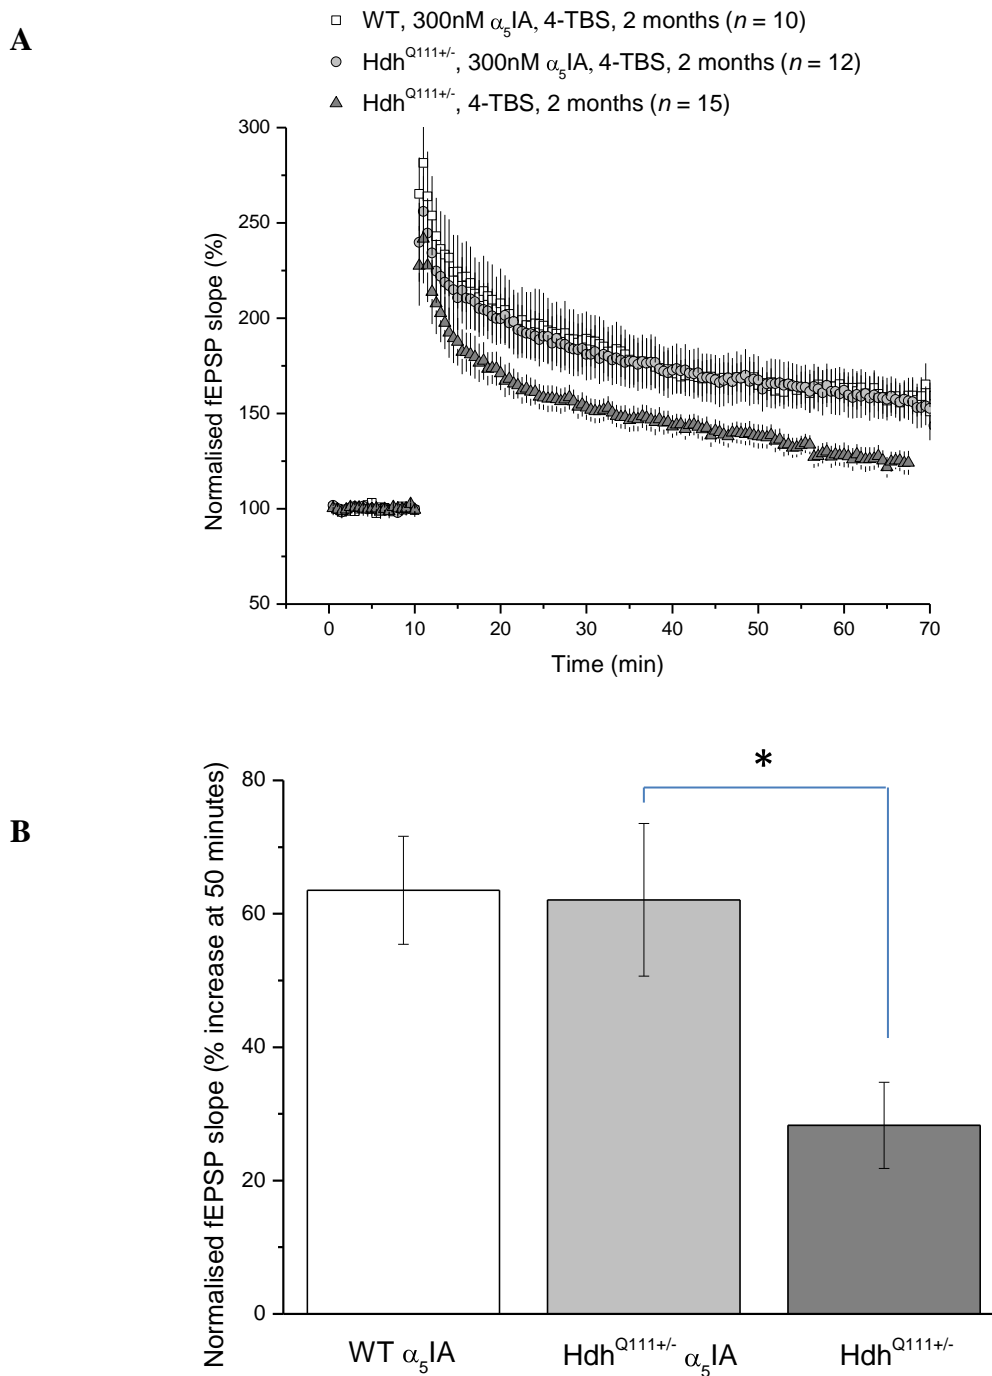 A
WT, 300nM α5IA, 4-TBS, 2 months (n = 10)
HdhQ111+/-, 300nM α5IA, 4-TBS, 2 months (n = 12)
HdhQ111+/-, 4-TBS, 2 months (n = 15)
Normalised fEPSP slope (%)
300
250
200
150
100
50
0 10 20 30 40 50 60 70
Time (min)
B
*
Normalised fEPSP slope (% increase at 50 minutes)
80
60
40
20
0
WT α5IA HdhQ111+/- α5IA HdhQ111+/-